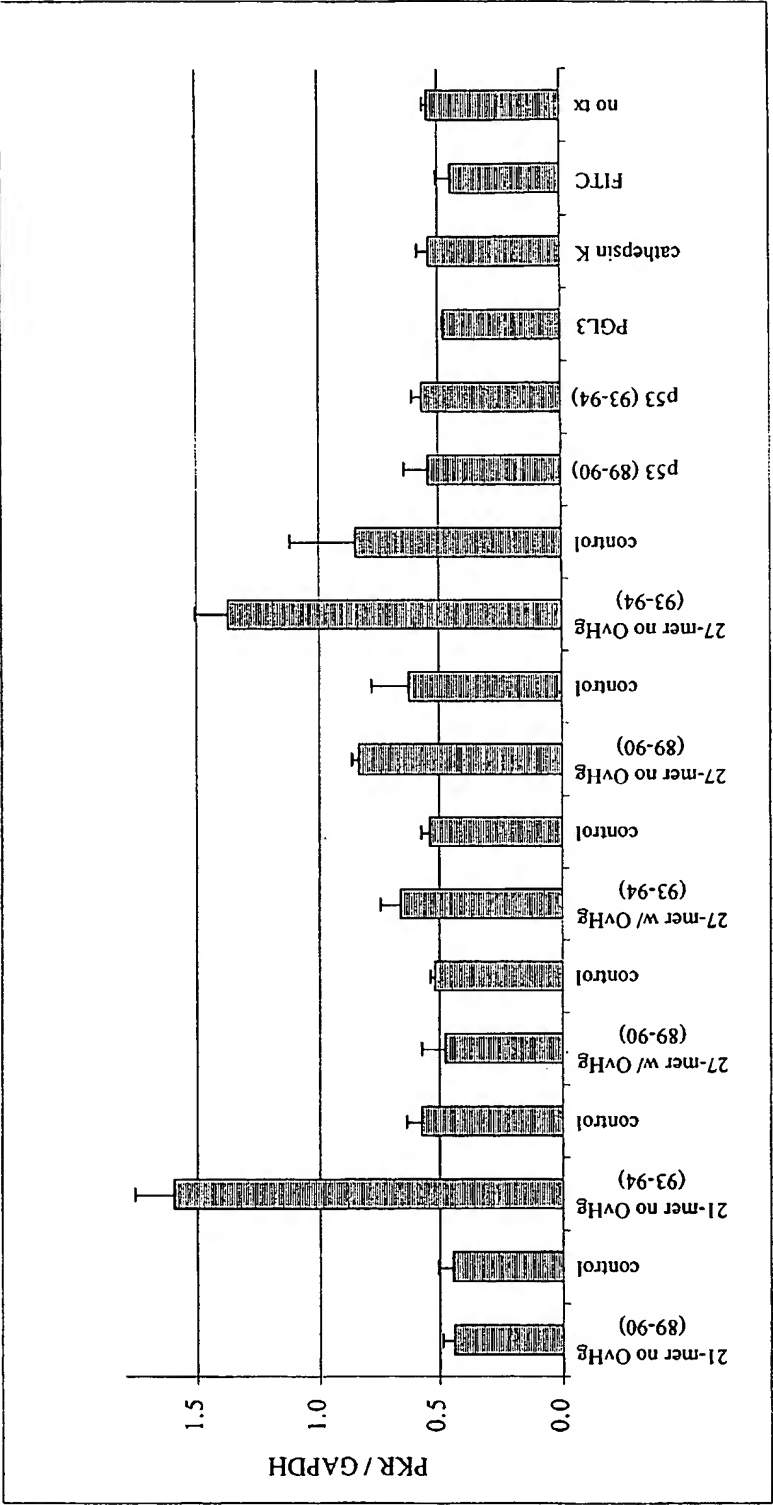 PKR / GAPDH
1.5
1.0
0.5
0.0
21-mer no OvHg
(89-90)
control
21-mer no OvHg
(93-94)
control
27-mer w/ OvHg
(89-90)
control
27-mer w/ OvHg
(93-94)
control
27-mer no OvHg
(89-90)
control
27-mer no OvHg
(93-94)
control
p53 (89-90)
p53 (93-94)
PGL3
cathepsin K
FITC
no tx